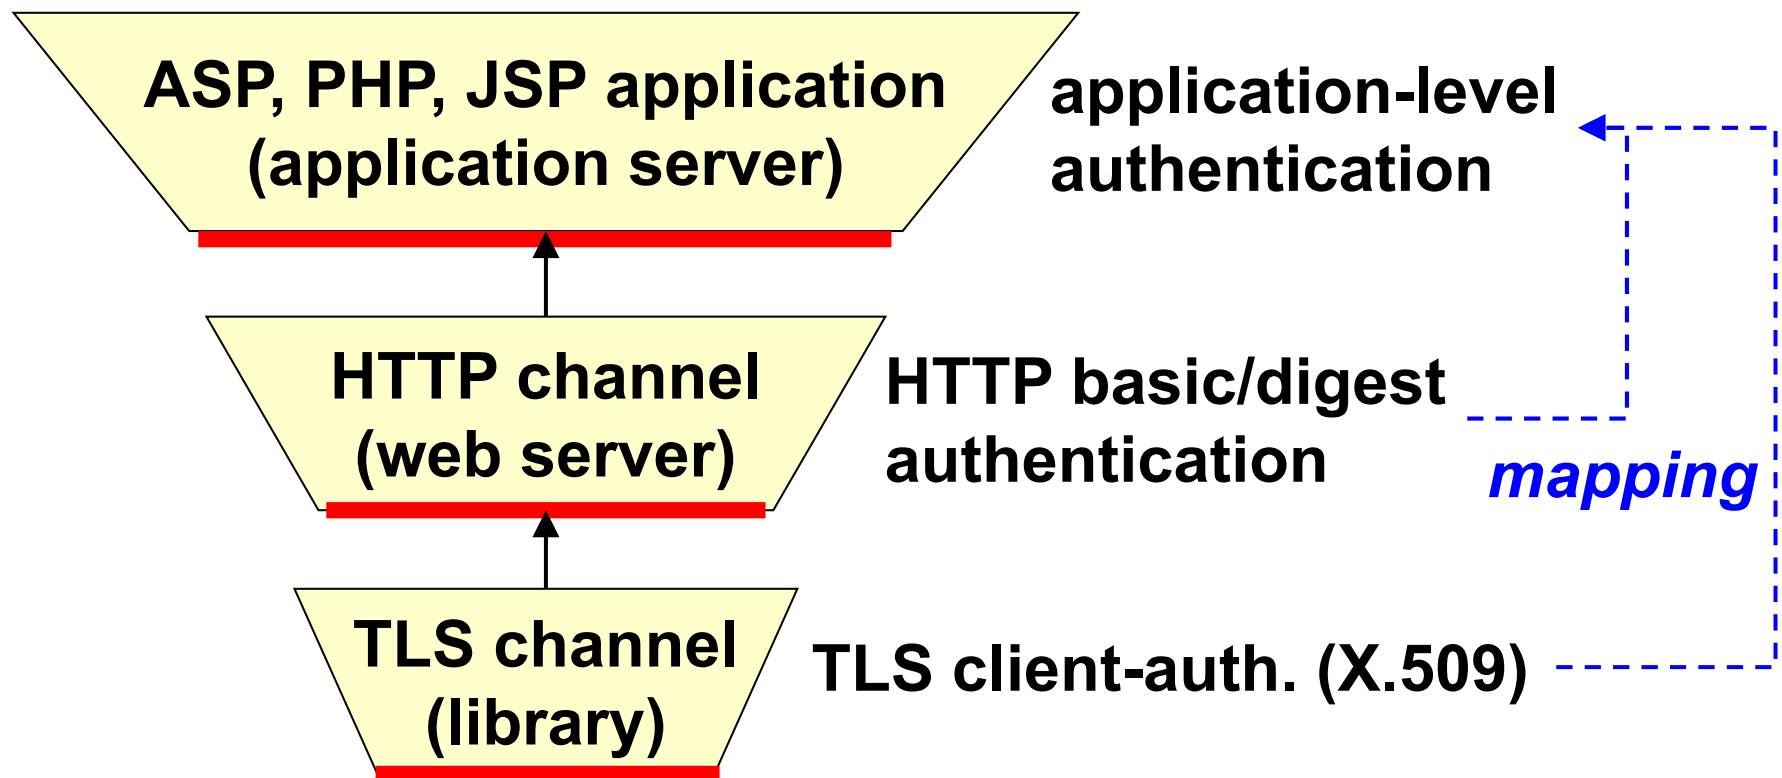 ASP, PHP, JSP application
(application server)
application-level
authentication
HTTP channel
(web server)
HTTP basic/digest
authentication
mapping
TLS channel
(library)
TLS client-auth. (X.509)